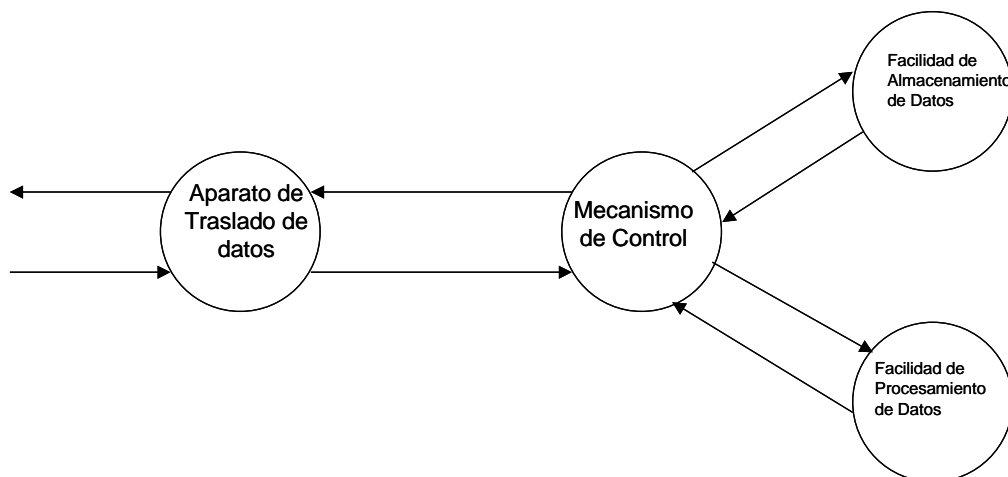 Aparato de
Traslado de
datos
Mecanismo
de Control
Facilidad de
Almacenamiento
de Datos
Facilidad de
Procesamiento
de Datos